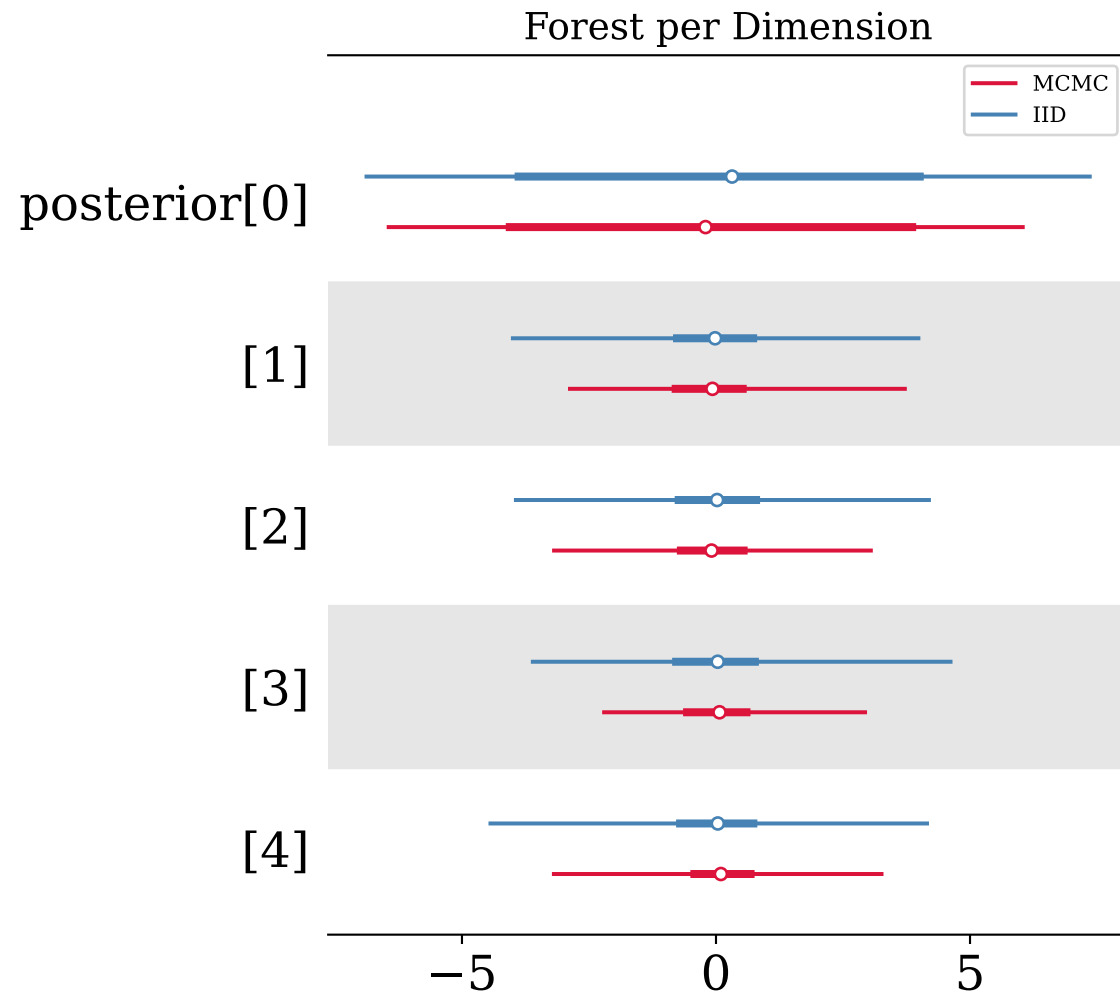 Forest per Dimension
MCMC
IID
posterior[0]
[1]
[2]
[3]
[4]
−5 0 5